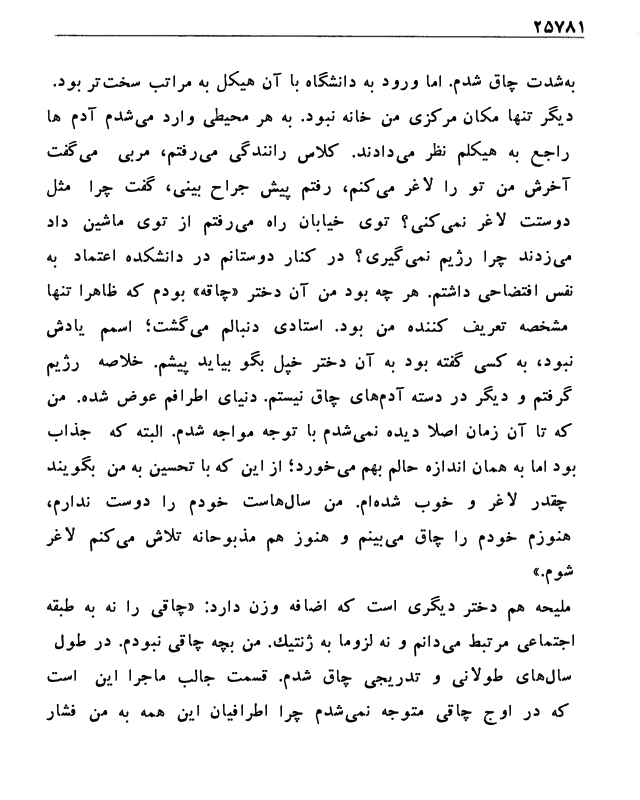 ۲۵۷۸۱
به‌شدت چاق شدم. اما ورود به دانشگاه با آن هیکل به مراتب سخت‌تر بود.
دیگر تنها مکان مرکزی من خانه نبود. به هر محیطی وارد می‌شدم آدم ها
راجع به هیکلم نظر می‌دادند. کلاس رانندگی می‌رفتم، مربی می‌گفت
آخرش من تو را لاغر می‌کنم، رفتم پیش جراح بینی، گفت چرا مثل
دوستت لاغر نمی‌کنی؟ توی خیابان راه می‌رفتم از توی ماشین داد
می‌زدند چرا رژیم نمی‌گیری؟ در کنار دوستانم در دانشکده اعتماد به
نفس افتضاحی داشتم. هر چه بود من آن دختر «چاقه» بودم که ظاهرا تنها
مشخصه تعریف کننده من بود. استادی دنبالم می‌گشت؛ اسمم یادش
نبود، به کسی گفته بود به آن دختر خپل بگو بیاید پیشم. خلاصه رژیم
گرفتم و دیگر در دسته آدم‌های چاق نیستم. دنیای اطرافم عوض شده. من
که تا آن زمان اصلا دیده نمی‌شدم با توجه مواجه شدم. البته که جذاب
بود اما به همان اندازه حالم بهم می‌خورد؛ از این که با تحسین به من بگویند
چقدر لاغر و خوب شده‌ام. من سال‌هاست خودم را دوست ندارم،
هنوزم خودم را چاق می‌بینم و هنوز هم مذبوحانه تلاش می‌کنم لاغر
شوم.»
ملیحه هم دختر دیگری است که اضافه وزن دارد: «چاقی را نه به طبقه
اجتماعی مرتبط می‌دانم و نه لزوما به ژنتیك. من بچه چاقی نبودم. در طول
سال‌های طولانی و تدریجی چاق شدم. قسمت جالب ماجرا این است
که در اوج چاقی متوجه نمی‌شدم چرا اطرافیان این همه به من فشار